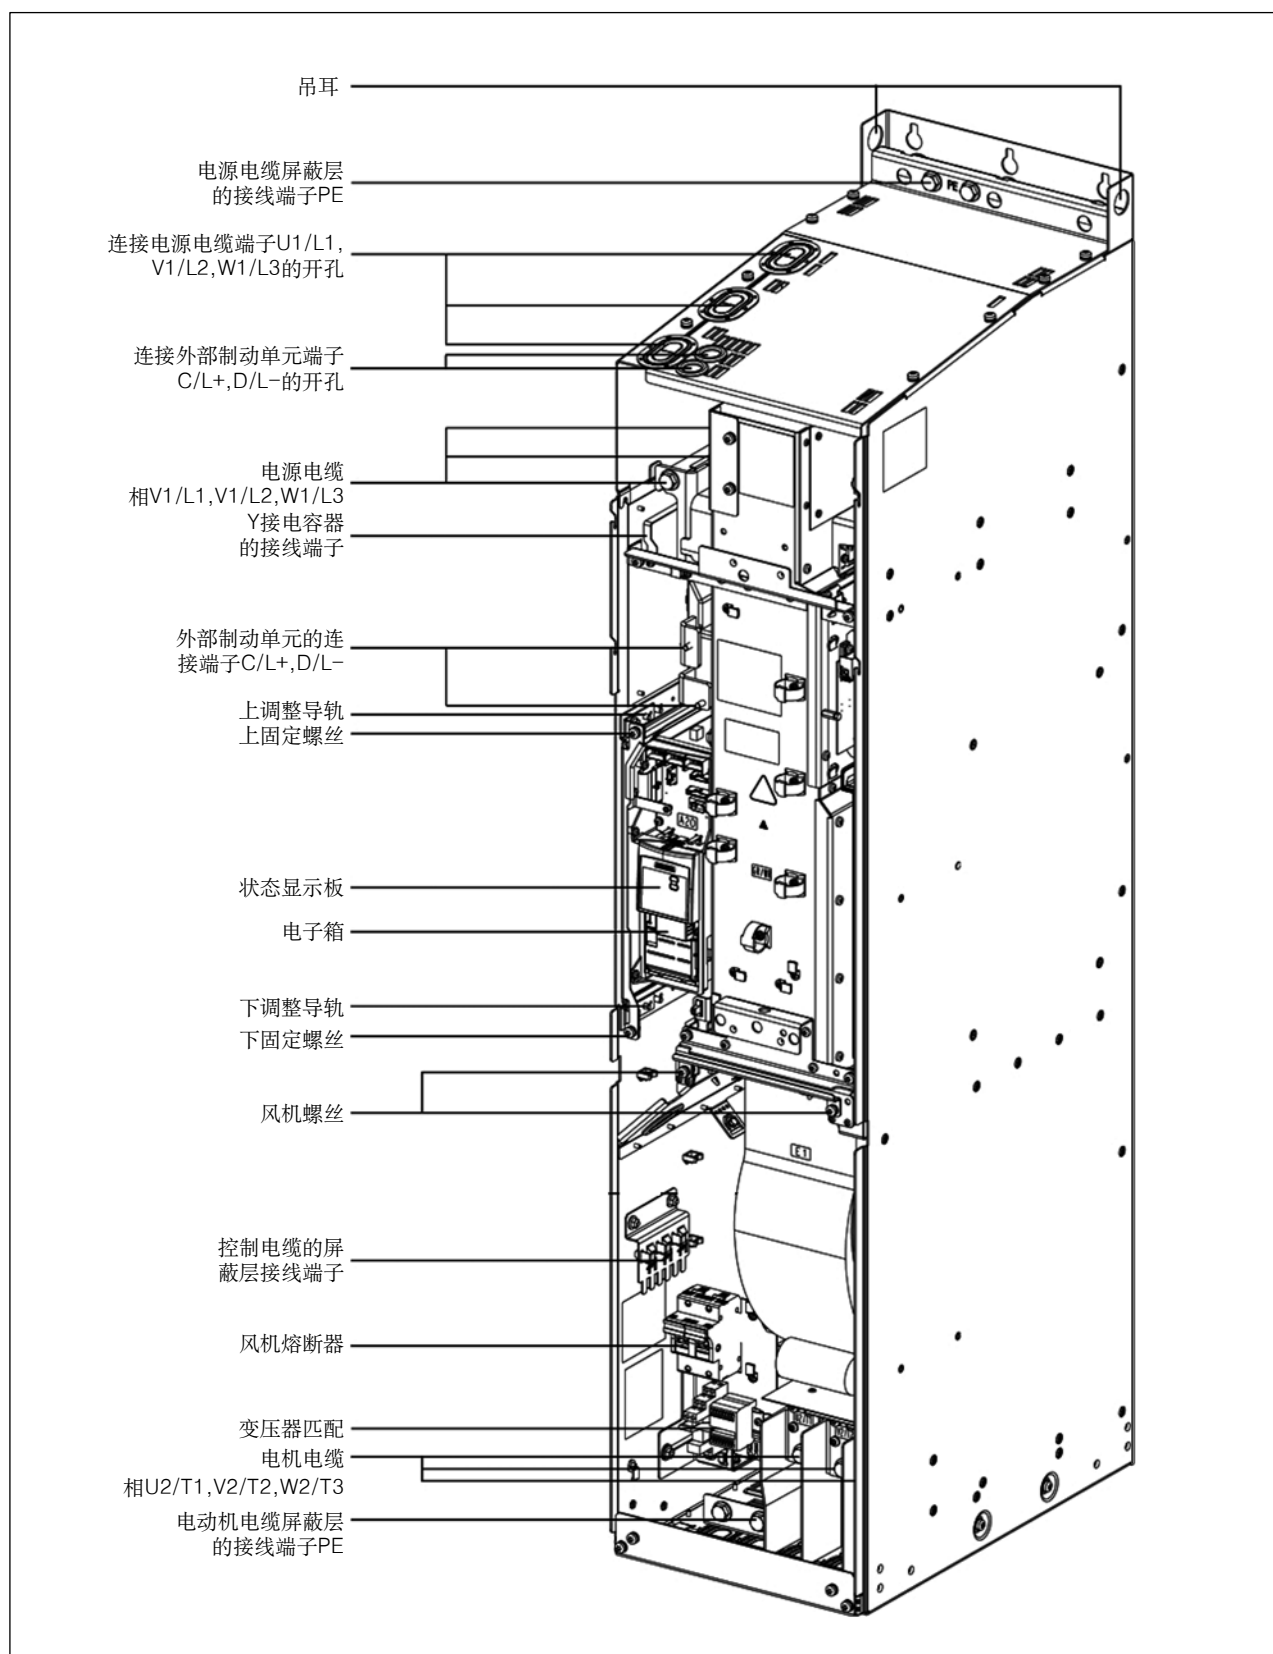 吊耳
电源电缆屏蔽层
的接线端子PE
PE
连接电源电缆端子U1/L1,
V1/L2,W1/L3的开孔
连接外部制动单元端子
C/L+,D/L-的开孔
电源电缆
相V1/L1,V1/L2,W1/L3
Y接电容器
的接线端子
外部制动单元的连
接端子C/L+,D/L-
上调整导轨
上固定螺丝
A20
状态显示板
电子箱
下调整导轨
下固定螺丝
风机螺丝
E1
控制电缆的屏
蔽层接线端子
风机熔断器
变压器匹配
电机电缆
相U2/T1,V2/T2,W2/T3
电动机电缆屏蔽层
的接线端子PE